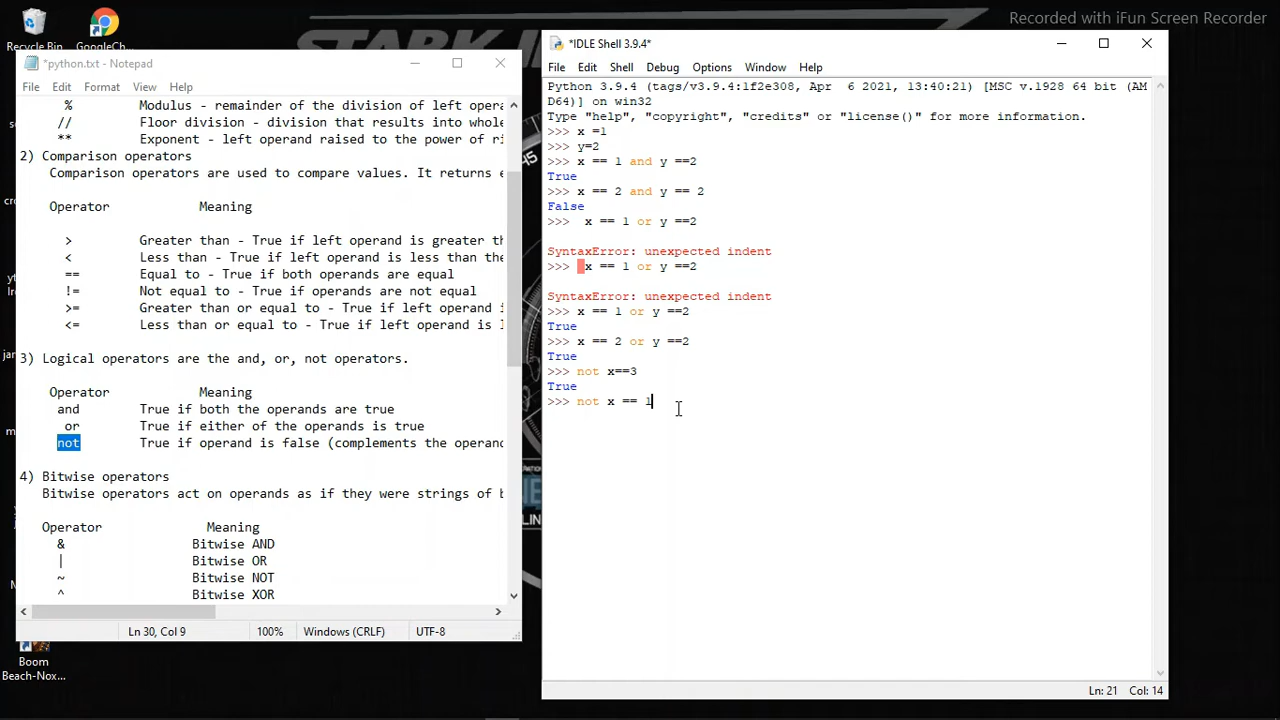 Recorded with iFun Screen Recorder
STARK IN
Recycle Bin
GoogleCh...
*python.txt - Notepad
File Edit Format View Help
% Modulus - remainder of the division of left opera
// Floor division - division that results into whole
** Exponent - left operand raised to the power of ri
2) Comparison operators
Comparison operators are used to compare values. It returns e
Operator Meaning
> Greater than - True if left operand is greater th
< Less than - True if left operand is less than the
== Equal to - True if both operands are equal
!= Not equal to - True if operands are not equal
>= Greater than or equal to - True if left operand i
<= Less than or equal to - True if left operand is l
3) Logical operators are the and, or, not operators.
Operator Meaning
and True if both the operands are true
or True if either of the operands is true
not True if operand is false (complements the operand
4) Bitwise operators
Bitwise operators act on operands as if they were strings of b
Operator Meaning
& Bitwise AND
| Bitwise OR
~ Bitwise NOT
^ Bitwise XOR
Ln 30, Col 9 100% Windows (CRLF) UTF-8
Boom
Beach-Nox...
*IDLE Shell 3.9.4*
File Edit Shell Debug Options Window Help
Python 3.9.4 (tags/v3.9.4:1f2e308, Apr  6 2021, 13:40:21) [MSC v.1928 64 bit (AM
D64)] on win32
Type "help", "copyright", "credits" or "license()" for more information.
>>> x =1
>>> y=2
>>> x == 1 and y ==2
True
>>> x == 2 and y == 2
False
>>>  x == 1 or y ==2
SyntaxError: unexpected indent
>>>  x == 1 or y ==2
SyntaxError: unexpected indent
>>> x == 1 or y ==2
True
>>> x == 2 or y ==2
True
>>> not x==3
True
>>> not x == 1
Ln: 21 Col: 14